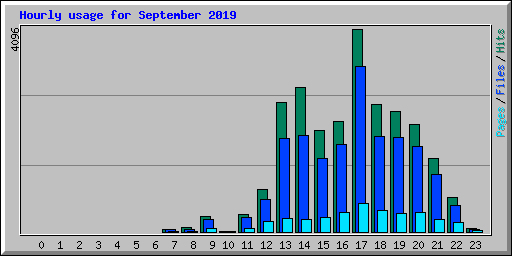 Hourly usage for September 2019
4096
Pages/Files/Hits
0 1 2 3 4 5 6 7 8 9 10 11 12 13 14 15 16 17 18 19 20 21 22 23